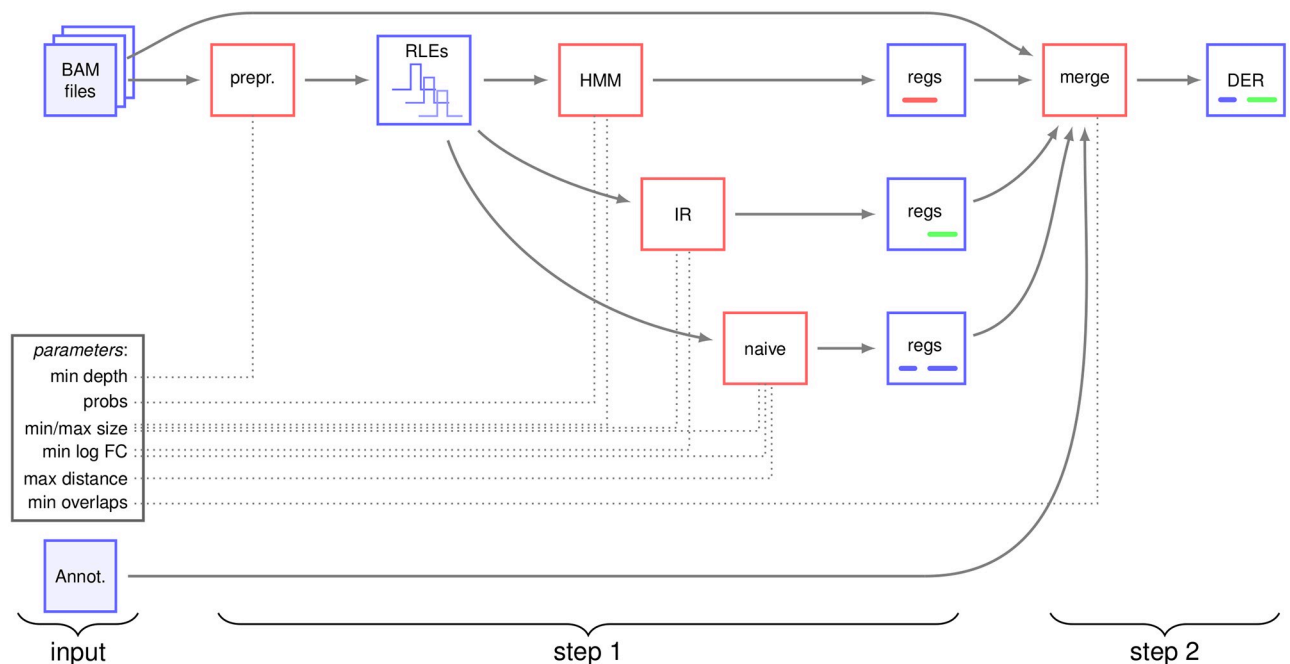 BAM
files
prepr.
RLEs
HMM
regs
merge
DER
IR
regs
naive
regs
parameters:
min depth
probs
min/max size
min log FC
max distance
min overlaps
Annot.
input
step 1
step 2